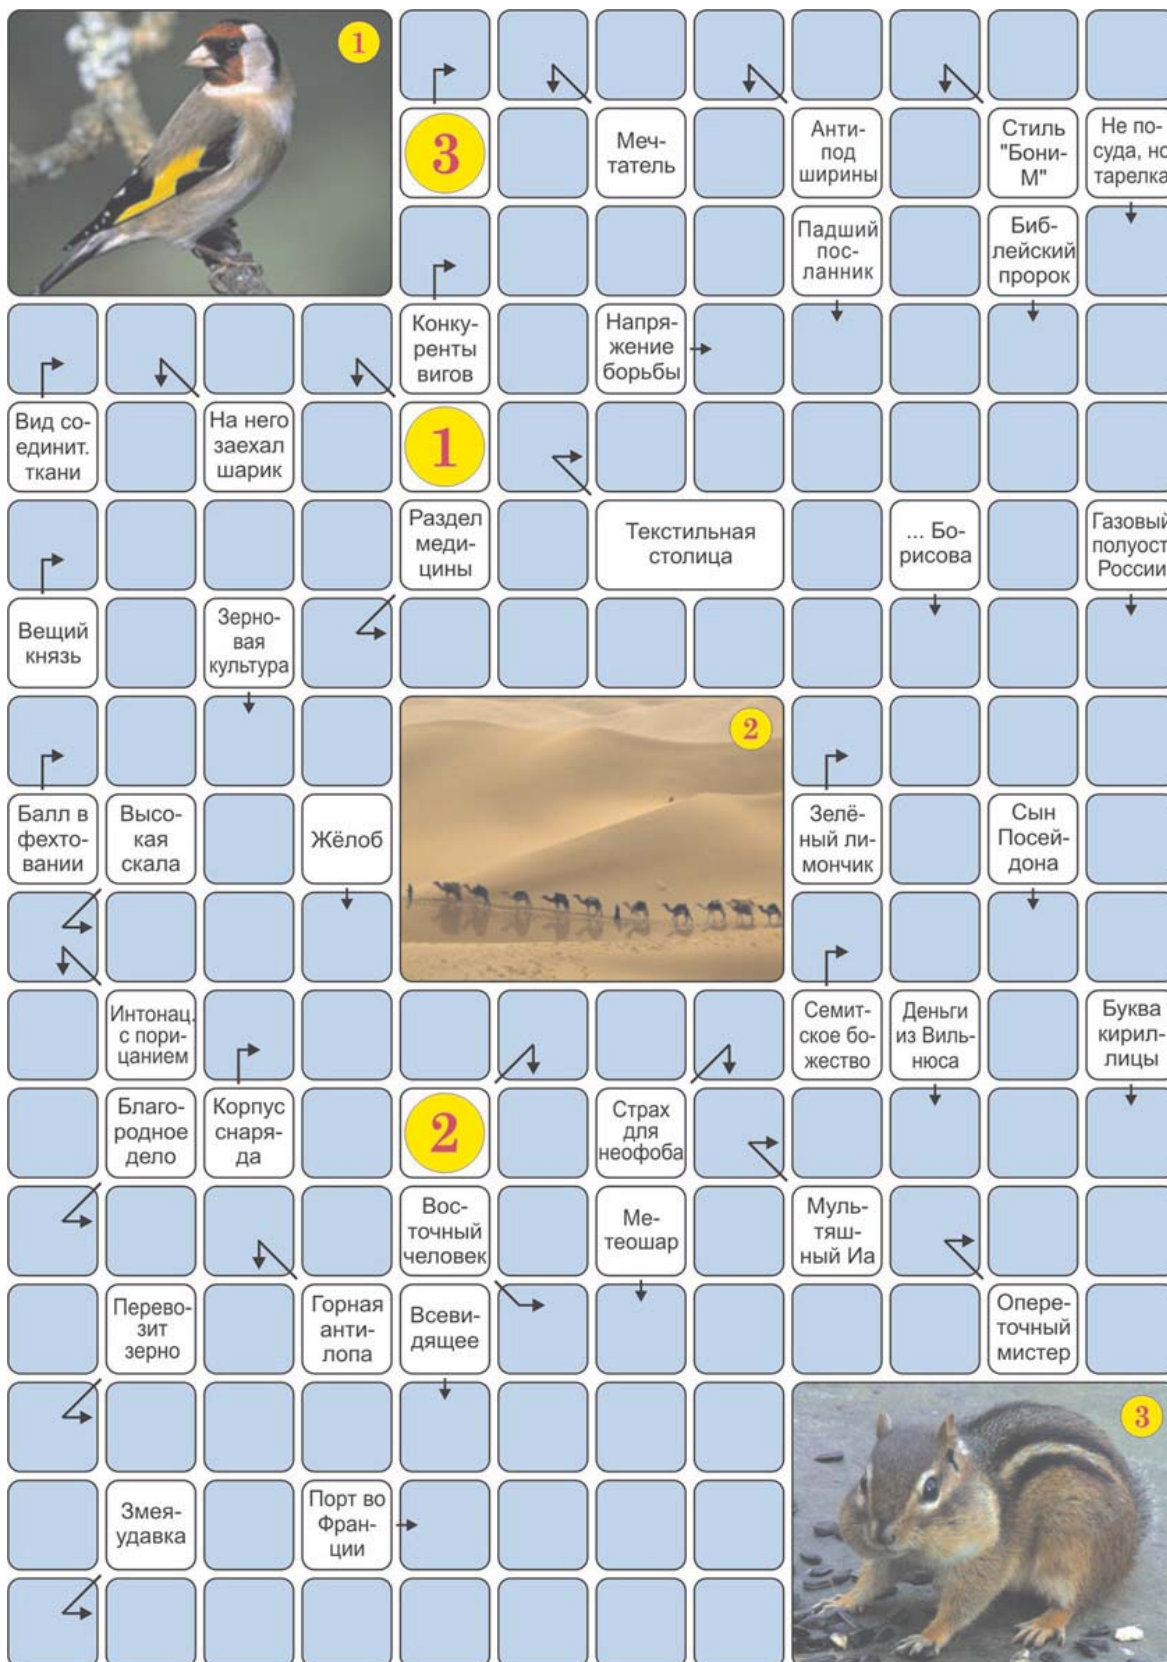 1
3
Меч-
татель
Анти-
под
ширины
Стиль
"Бони-
М"
Не по-
суда, но
тарелка
Падший
пос-
ланник
Биб-
лейский
пророк
Конку-
ренты
вигов
Напря-
жение
борьбы
Вид со-
единит.
ткани
На него
заехал
шарик
1
Раздел
меди-
цины
Текстильная
столица
... Бо-
рисова
Газовый
полуост
России
Вещий
князь
Зерно-
вая
культура
2
Балл в
фехто-
вании
Высо-
кая
скала
Жёлоб
Зелё-
ный ли-
мончик
Сын
Посей-
дона
Интонац.
с пори-
цанием
Семит-
ское бо-
жество
Деньги
из Виль-
нюса
Буква
кирил-
лицы
Благо-
родное
дело
Корпус
снаря-
да
2
Страх
для
неофоба
Вос-
точный
человек
Ме-
теошар
Муль-
тяш-
ный Иа
Перево-
зит
зерно
Горная
анти-
лопа
Всеви-
дящее
Опере-
точный
мистер
3
Змея-
удавка
Порт во
Фран-
ции